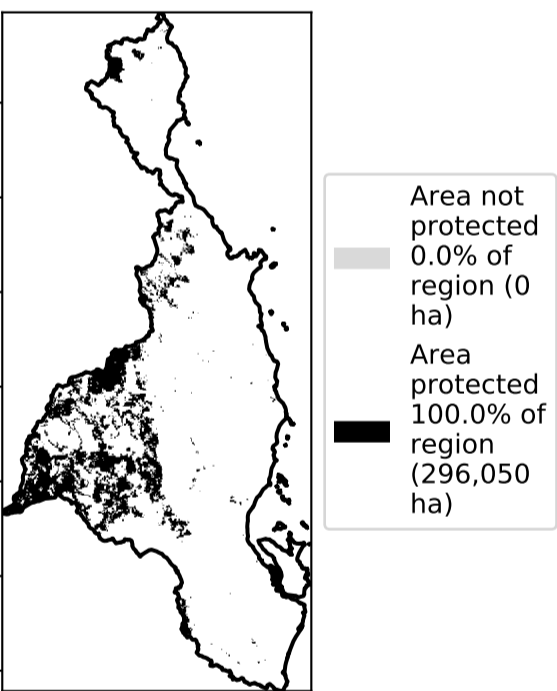 Area not
protected
0.0% of
region (0
ha)
Area
protected
100.0% of
region
(296,050
ha)